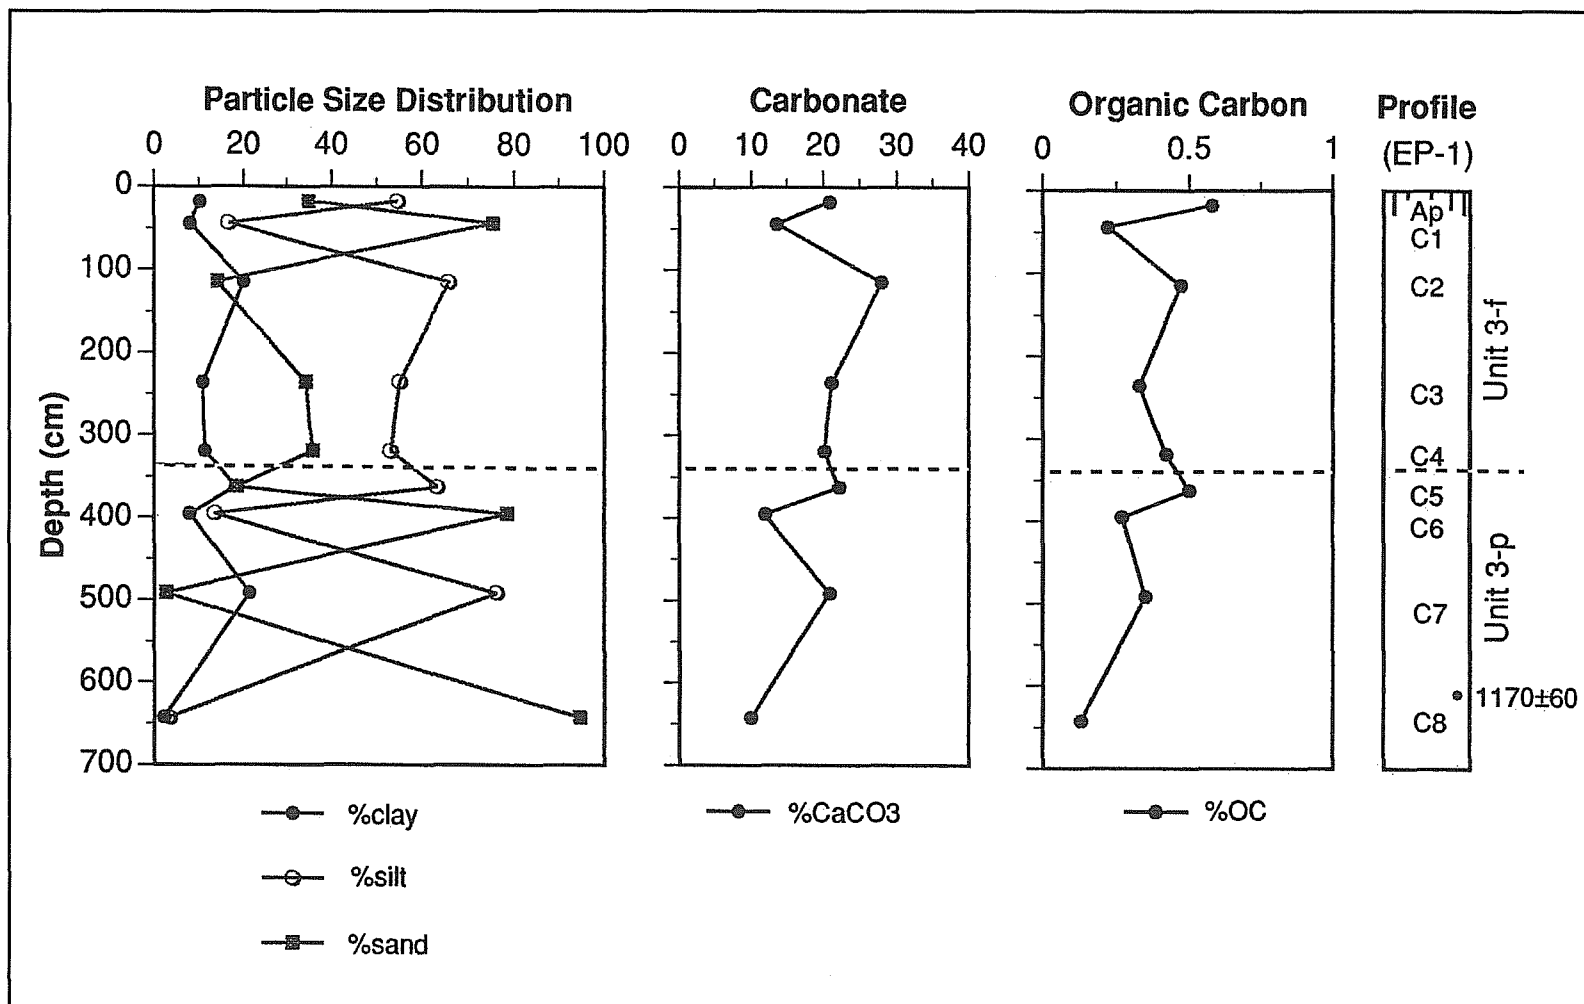 Particle Size Distribution
0 20 40 60 80 100
Carbonate
0 10 20 30 40
Organic Carbon
0 0.5 1
Profile
(EP-1)
Depth (cm)
0
100
200
300
400
500
600
700
Ap
C1
C2
C3
C4
C5
C6
C7
C8
Unit 3-f
Unit 3-p
1170±60
%clay
%silt
%sand
%CaCO3
%OC